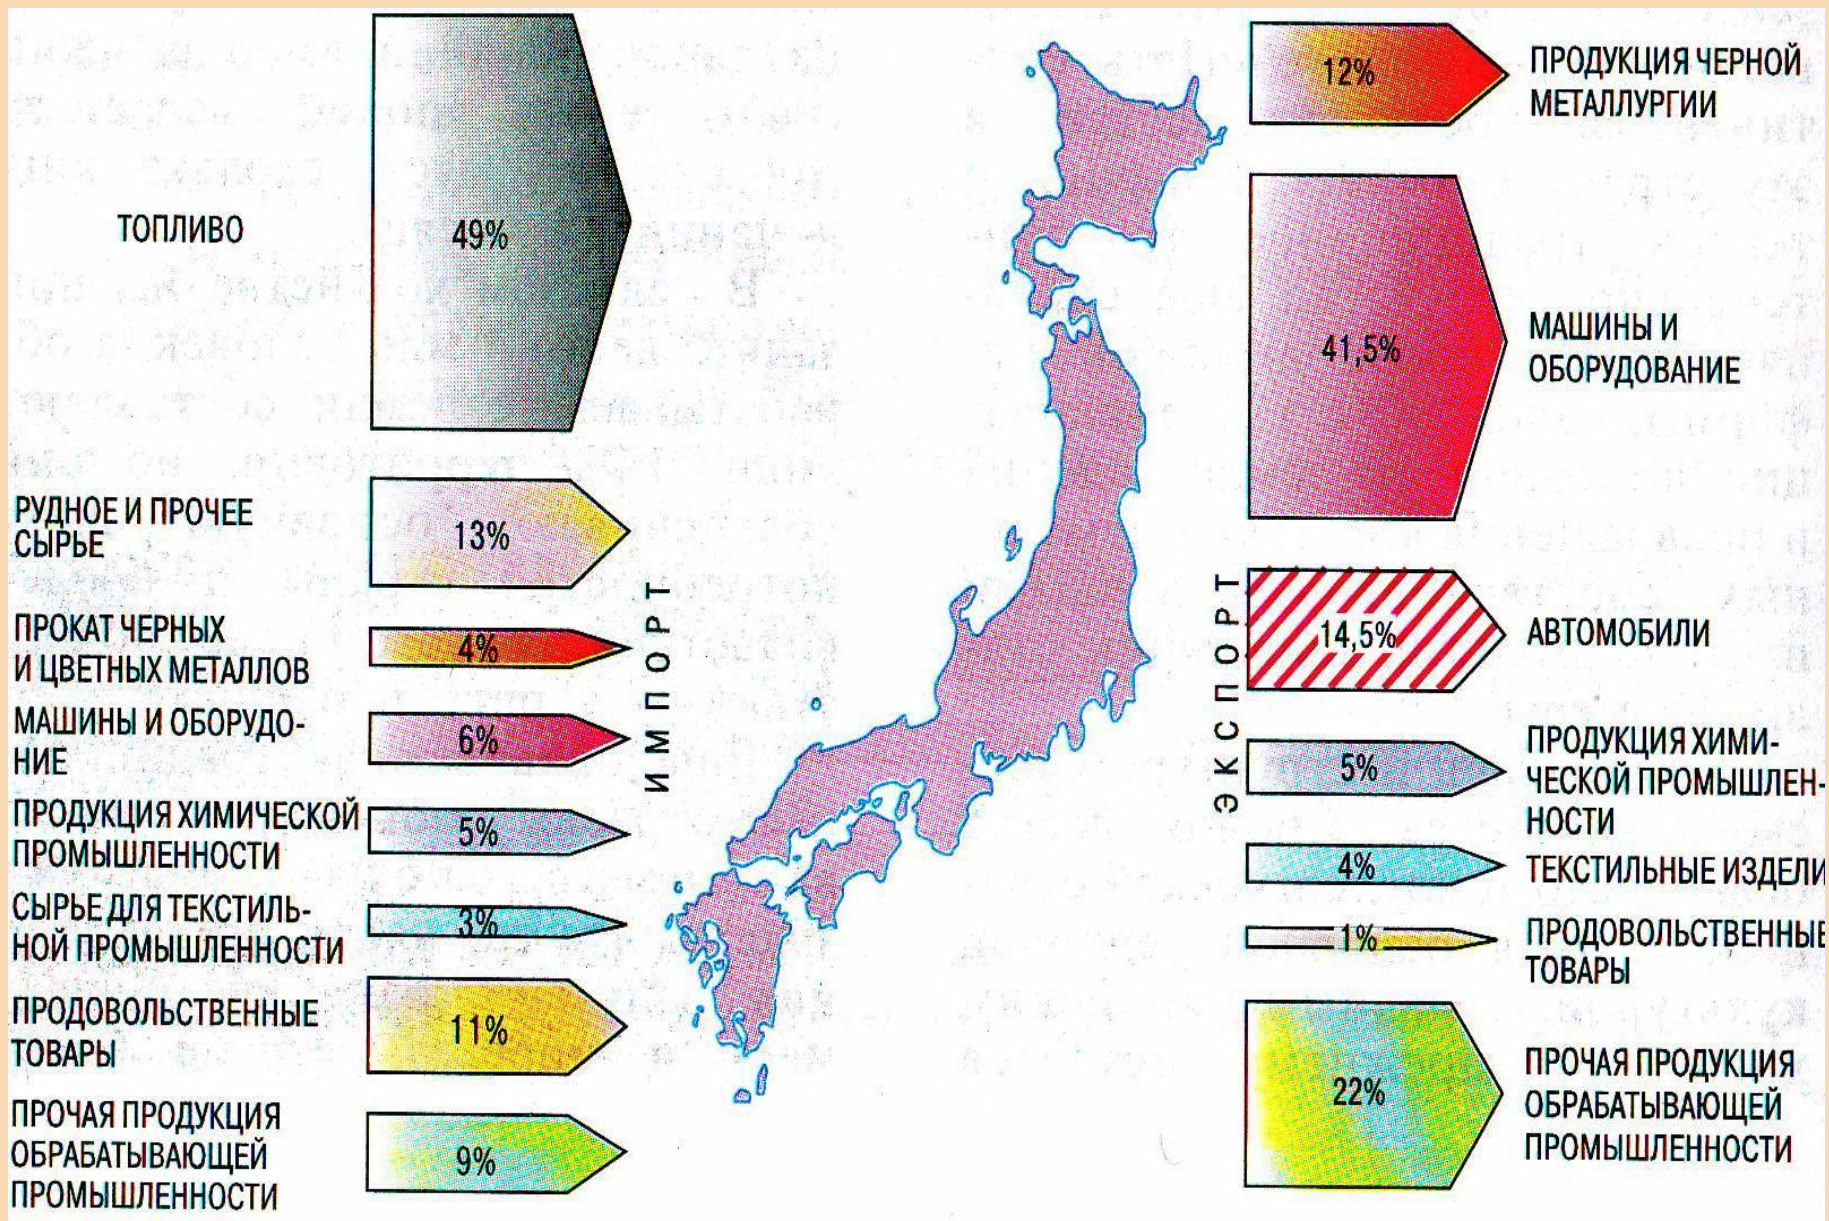 ТОПЛИВО
49%
РУДНОЕ И ПРОЧЕЕ
СЫРЬЕ
13%
ПРОКАТ ЧЕРНЫХ
И ЦВЕТНЫХ МЕТАЛЛОВ
4%
МАШИНЫ И ОБОРУДО-
НИЕ
6%
ПРОДУКЦИЯ ХИМИЧЕСКОЙ
ПРОМЫШЛЕННОСТИ
5%
СЫРЬЕ ДЛЯ ТЕКСТИЛЬ-
НОЙ ПРОМЫШЛЕННОСТИ
3%
ПРОДОВОЛЬСТВЕННЫЕ
ТОВАРЫ
11%
ПРОЧАЯ ПРОДУКЦИЯ
ОБРАБАТЫВАЮЩЕЙ
ПРОМЫШЛЕННОСТИ
9%
ИМПОРТ
ЭКСПОРТ
12%
ПРОДУКЦИЯ ЧЕРНОЙ
МЕТАЛЛУРГИИ
41,5%
МАШИНЫ И
ОБОРУДОВАНИЕ
14,5%
АВТОМОБИЛИ
5%
ПРОДУКЦИЯ ХИМИ-
ЧЕСКОЙ ПРОМЫШЛЕН-
НОСТИ
4%
ТЕКСТИЛЬНЫЕ ИЗДЕЛИ
1%
ПРОДОВОЛЬСТВЕННЫЕ
ТОВАРЫ
22%
ПРОЧАЯ ПРОДУКЦИЯ
ОБРАБАТЫВАЮЩЕЙ
ПРОМЫШЛЕННОСТИ